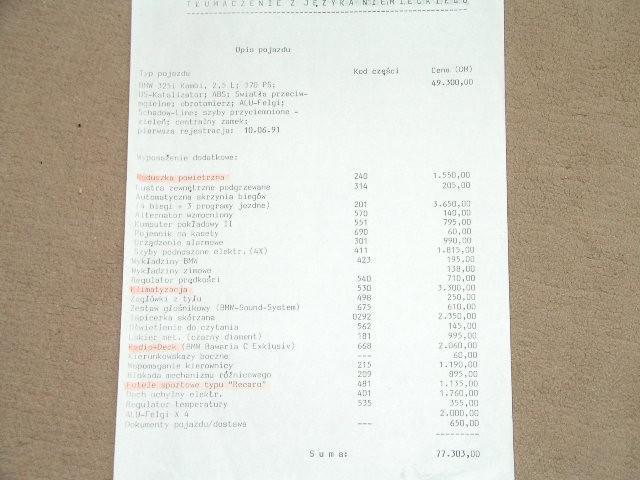 TŁUMACZENIE Z JĘZYKA NIEMIECKIEGO
Opis pojazdu
Typ pojazdu Kod części Cena (DM)
BMW 325i Kombi, 2,5 L; 170 PS; 49.300,00
US-Katalizator; ABS; Światła przeciw-
mgielne; obrotomierz; ALU-Felgi;
Schadow-Line; szyby przyciemnione -
zieleń; centralny zamek;
pierwsza rejestracja: 10.06.91
Wyposażenie dodatkowe:
Poduszka powietrzna 240 1.550,00
Lustra zewnętrzne podgrzewane 314 205,00
Automatyczna skrzynia biegów
(4 biegi + 3 programy jezdne) 201 3.650,00
Alternator wzmocniony 570 140,00
Komputer pokładowy II 551 795,00
Pojemnik na kasety 690 60,00
Urządzenie alarmowe 301 990,00
Szyby podnoszone elektr.(4X) 411 1.815,00
Wykładziny BMW 423 195,00
Wykładziny zimowe 138,00
Regulator prędkości 540 710,00
Klimatyzacja 530 3.300,00
Zagłówki z tyłu 498 250,00
Zestaw głośnikowy (BMW-Sound-System) 675 610,00
Tapicerka skórzana 0292 2.350,00
Oświetlenie do czytania 562 145,00
Lakier met. (czarny diament) 181 995,00
Radio+Deck (BMW Bawaria C Exklusiv) 668 2.060,00
Kierunkowskazy boczne --- 60,00
Wspomaganie kierownicy 215 1.190,00
Blokada mechanizmu różnicowego 209 895,00
Fotele sportowe typu "Recaro" 481 1.135,00
Dach uchylny elektr. 401 1.760,00
Regulator temperatury 535 355,00
ALU-Felgi X 4 2.000,00
Dokumenty pojazdu/dostawa --- 650,00
---------
S u m a: 77.303,00